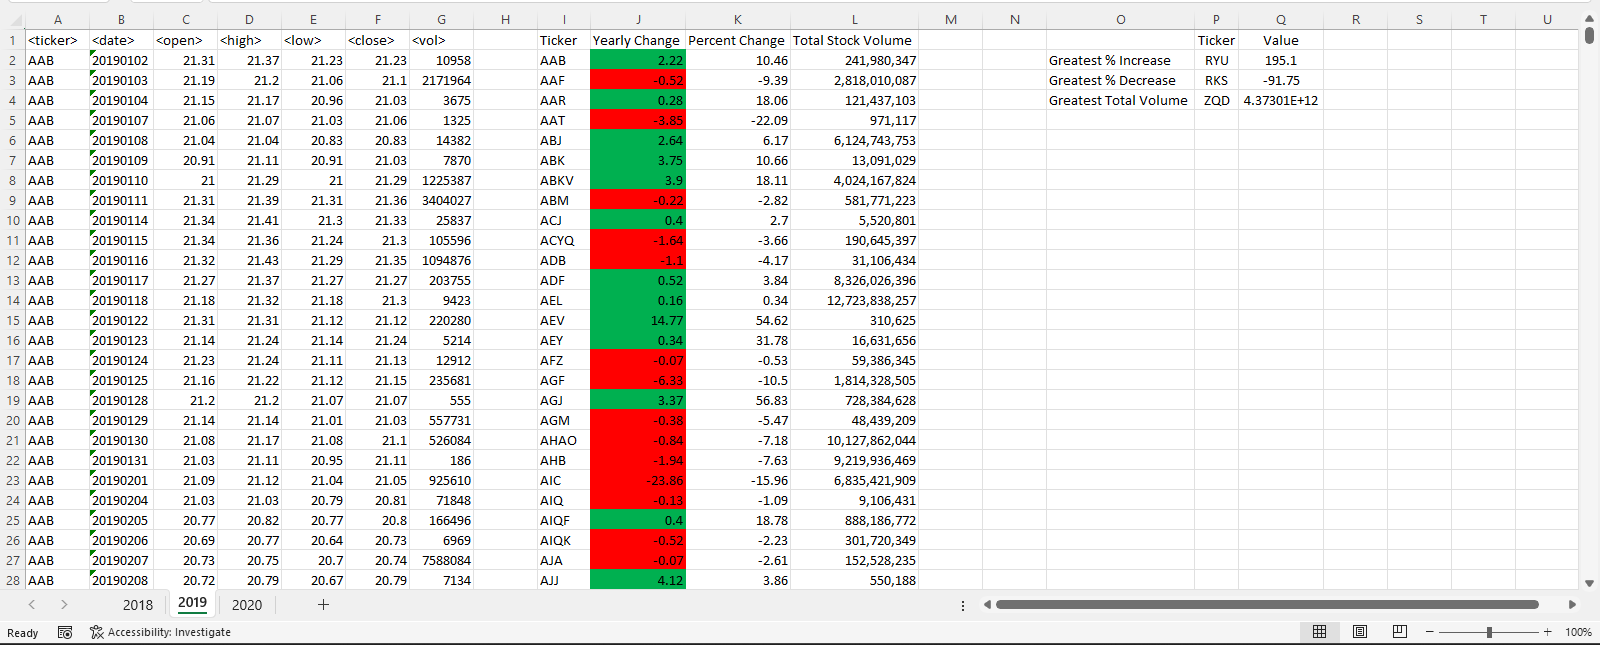 A B C D E F G H I J K L M N O P Q R S T U
1 <ticker> <date> <open> <high> <low> <close> <vol> Ticker Yearly Change Percent Change Total Stock Volume Ticker Value
2 AAB 20190102 21.31 21.37 21.23 21.23 10958 AAB 2.22 10.46 241,980,347 Greatest % Increase RYU 195.1
3 AAB 20190103 21.19 21.2 21.06 21.1 2171964 AAF -0.52 -9.39 2,818,010,087 Greatest % Decrease RKS -91.75
4 AAB 20190104 21.15 21.17 20.96 21.03 3675 AAR 0.28 18.06 121,437,103 Greatest Total Volume ZQD 4.37301E+12
5 AAB 20190107 21.06 21.07 21.03 21.06 1325 AAT -3.85 -22.09 971,117
6 AAB 20190108 21.04 21.04 20.83 20.83 14382 ABJ 2.64 6.17 6,124,743,753
7 AAB 20190109 20.91 21.11 20.91 21.03 7870 ABK 3.75 10.66 13,091,029
8 AAB 20190110 21 21.29 21 21.29 1225387 ABKV 3.9 18.11 4,024,167,824
9 AAB 20190111 21.31 21.39 21.31 21.36 3404027 ABM -0.22 -2.82 581,771,223
10 AAB 20190114 21.34 21.41 21.3 21.33 25837 ACJ 0.4 2.7 5,520,801
11 AAB 20190115 21.34 21.36 21.24 21.3 105596 ACYQ -1.64 -3.66 190,645,397
12 AAB 20190116 21.32 21.43 21.29 21.35 1094876 ADB -1.1 -4.17 31,106,434
13 AAB 20190117 21.27 21.37 21.27 21.27 203755 ADF 0.52 3.84 8,326,026,396
14 AAB 20190118 21.18 21.32 21.18 21.3 9423 AEL 0.16 0.34 12,723,838,257
15 AAB 20190122 21.31 21.31 21.12 21.12 220280 AEV 14.77 54.62 310,625
16 AAB 20190123 21.14 21.24 21.14 21.24 5214 AEY 0.34 31.78 16,631,656
17 AAB 20190124 21.23 21.24 21.11 21.13 12912 AFZ -0.07 -0.53 59,386,345
18 AAB 20190125 21.16 21.22 21.12 21.15 235681 AGF -6.33 -10.5 1,814,328,505
19 AAB 20190128 21.2 21.2 21.07 21.07 555 AGJ 3.37 56.83 728,384,628
20 AAB 20190129 21.14 21.14 21.01 21.03 557731 AGM -0.38 -5.47 48,439,209
21 AAB 20190130 21.08 21.17 21.08 21.1 526084 AHAO -0.84 -7.18 10,127,862,044
22 AAB 20190131 21.03 21.11 20.95 21.11 186 AHB -1.94 -7.63 9,219,936,469
23 AAB 20190201 21.09 21.12 21.04 21.05 925610 AIC -23.86 -15.96 6,835,421,909
24 AAB 20190204 21.03 21.03 20.79 20.81 71848 AIQ -0.13 -1.09 9,106,431
25 AAB 20190205 20.77 20.82 20.77 20.8 166496 AIQF 0.4 18.78 888,186,772
26 AAB 20190206 20.69 20.77 20.64 20.73 6969 AIQK -0.52 -2.23 301,720,349
27 AAB 20190207 20.73 20.75 20.7 20.74 7588084 AJA -0.07 -2.61 152,528,235
28 AAB 20190208 20.72 20.79 20.67 20.79 7134 AJJ 4.12 3.86 550,188
2018 2019 2020
Ready Accessibility: Investigate 100%